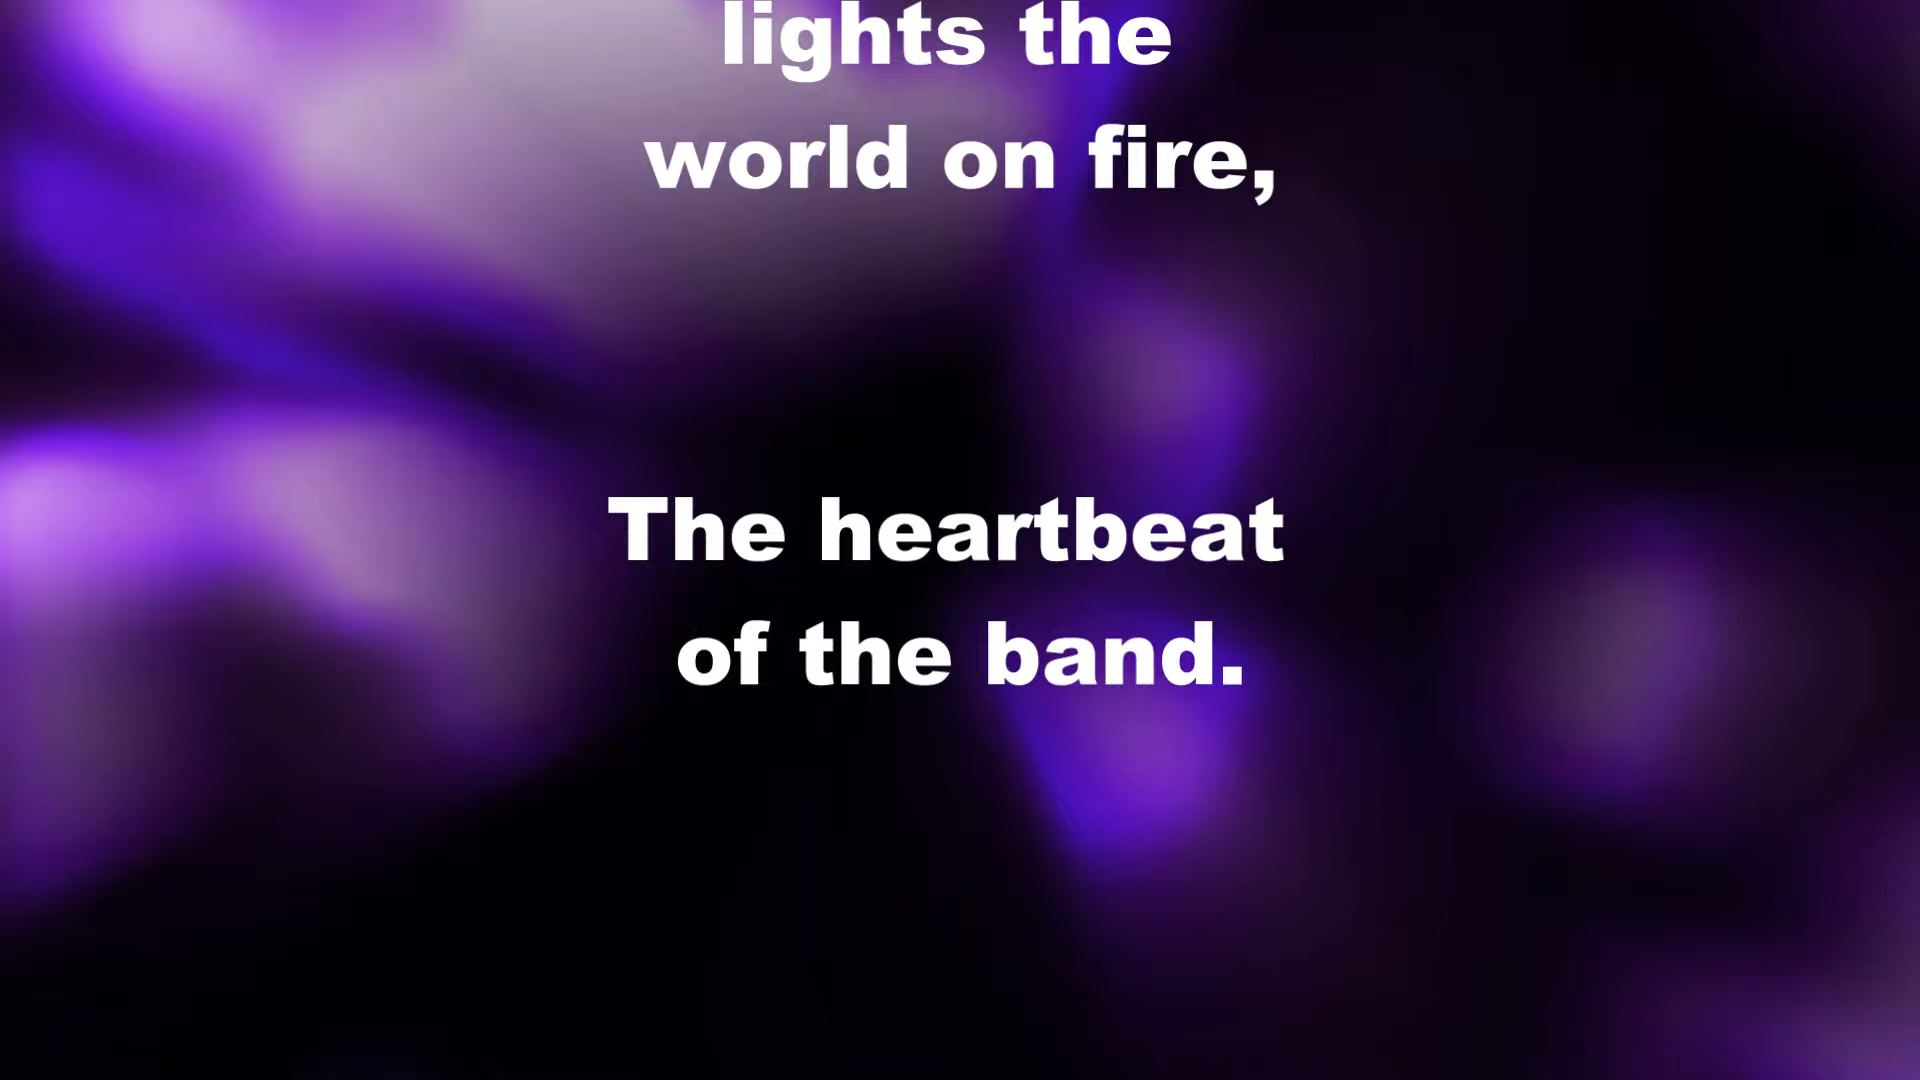 lights the
world on fire,
The heartbeat
of the band.